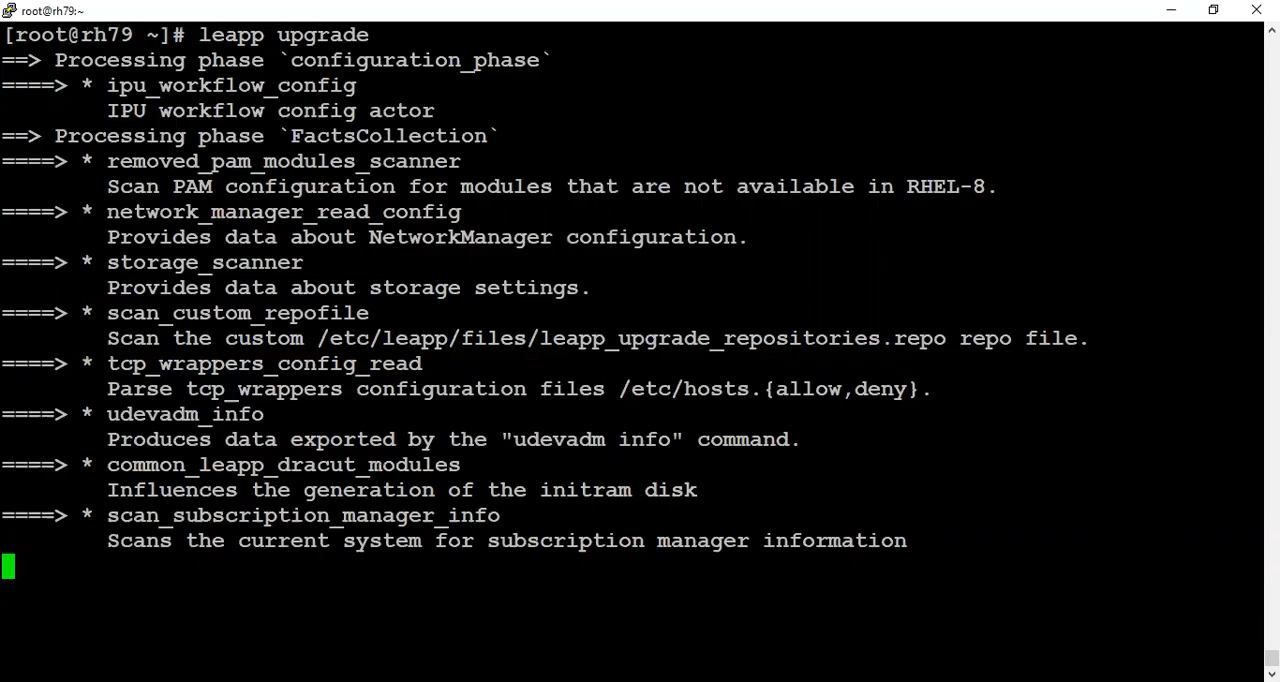 root@rh79:~
[root@rh79 ~]# leapp upgrade
==> Processing phase `configuration_phase`
====> * ipu_workflow_config
        IPU workflow config actor
==> Processing phase `FactsCollection`
====> * removed_pam_modules_scanner
        Scan PAM configuration for modules that are not available in RHEL-8.
====> * network_manager_read_config
        Provides data about NetworkManager configuration.
====> * storage_scanner
        Provides data about storage settings.
====> * scan_custom_repofile
        Scan the custom /etc/leapp/files/leapp_upgrade_repositories.repo repo file.
====> * tcp_wrappers_config_read
        Parse tcp_wrappers configuration files /etc/hosts.{allow,deny}.
====> * udevadm_info
        Produces data exported by the "udevadm info" command.
====> * common_leapp_dracut_modules
        Influences the generation of the initram disk
====> * scan_subscription_manager_info
        Scans the current system for subscription manager information